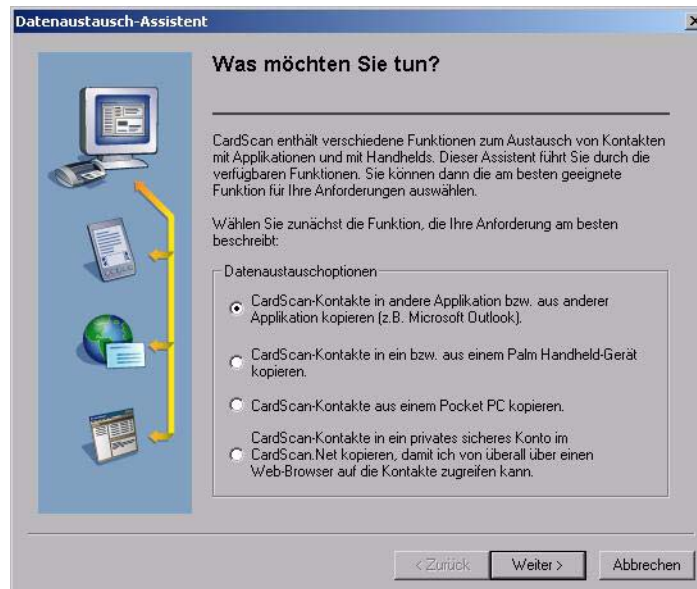 Datenaustausch-Assistent
Was möchten Sie tun?
CardScan enthält verschiedene Funktionen zum Austausch von Kontakten
mit Applikationen und mit Handhelds. Dieser Assistent führt Sie durch die
verfügbaren Funktionen. Sie können dann die am besten geeignete
Funktion für Ihre Anforderungen auswählen.
Wählen Sie zunächst die Funktion, die Ihre Anforderung am besten
beschreibt:
Datenaustauschoptionen
CardScan-Kontakte in andere Applikation bzw. aus anderer
Applikation kopieren (z.B. Microsoft Outlook).
CardScan-Kontakte in ein bzw. aus einem Palm Handheld-Gerät
kopieren.
CardScan-Kontakte aus einem Pocket PC kopieren.
CardScan-Kontakte in ein privates sicheres Konto im
CardScan.Net kopieren, damit ich von überall über einen
Web-Browser auf die Kontakte zugreifen kann.
< Zurück Weiter > Abbrechen